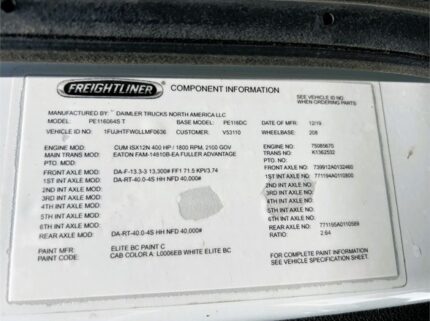 FREIGHTLINER COMPONENT INFORMATION
SEE VEHICLE ID NO.
WHEN ORDERING PARTS
MANUFACTURED BY: DAIMLER TRUCKS NORTH AMERICA LLC
MODEL: PE116064S T BASE MODEL: PE116DC DATE OF MFR: 12/19
VEHICLE ID NO: CUSTOMER: V53110 WHEELBASE: 208
ENGINE MOD: CUM ISX12N 400 HP / 1800 RPM, 2100 GOV ENGINE NO: 75085670
MAIN TRANS MOD: EATON FAM-14810B-EA FULLER ADVANTAGE TRANS NO: K1362532
PTO. MOD: PTO NO:
FRONT AXLE MOD: DA-F-13.3-3 13,300# FF1 71.5 KPI/3.74 FRONT AXLE NO: 739912A0132460
1ST INT AXLE MOD: DA-RT-40.0-4S HH NFD 40,000# 1ST INT AXLE NO: 771194AA0110800
2ND INT AXLE MOD: 2ND INT AXLE NO:
3RD INT AXLE MOD: 3RD INT AXLE NO:
4TH INT AXLE MOD: 4TH INT AXLE NO:
5TH INT AXLE MOD: 5TH INT AXLE NO:
6TH INT AXLE MOD: 6TH INT AXLE NO:
REAR AXLE MOD: DA-RT-40.0-4S HH NFD 40,000# REAR AXLE NO: 771195A0110589
RATIO: 2.64
PAINT MFR: ELITE BC PAINT C
PAINT CODE: CAB COLOR A: L0006EB WHITE ELITE BC
FOR COMPLETE PAINT INFORMATION
SEE VEHICLE SPECIFICATION SHEET.